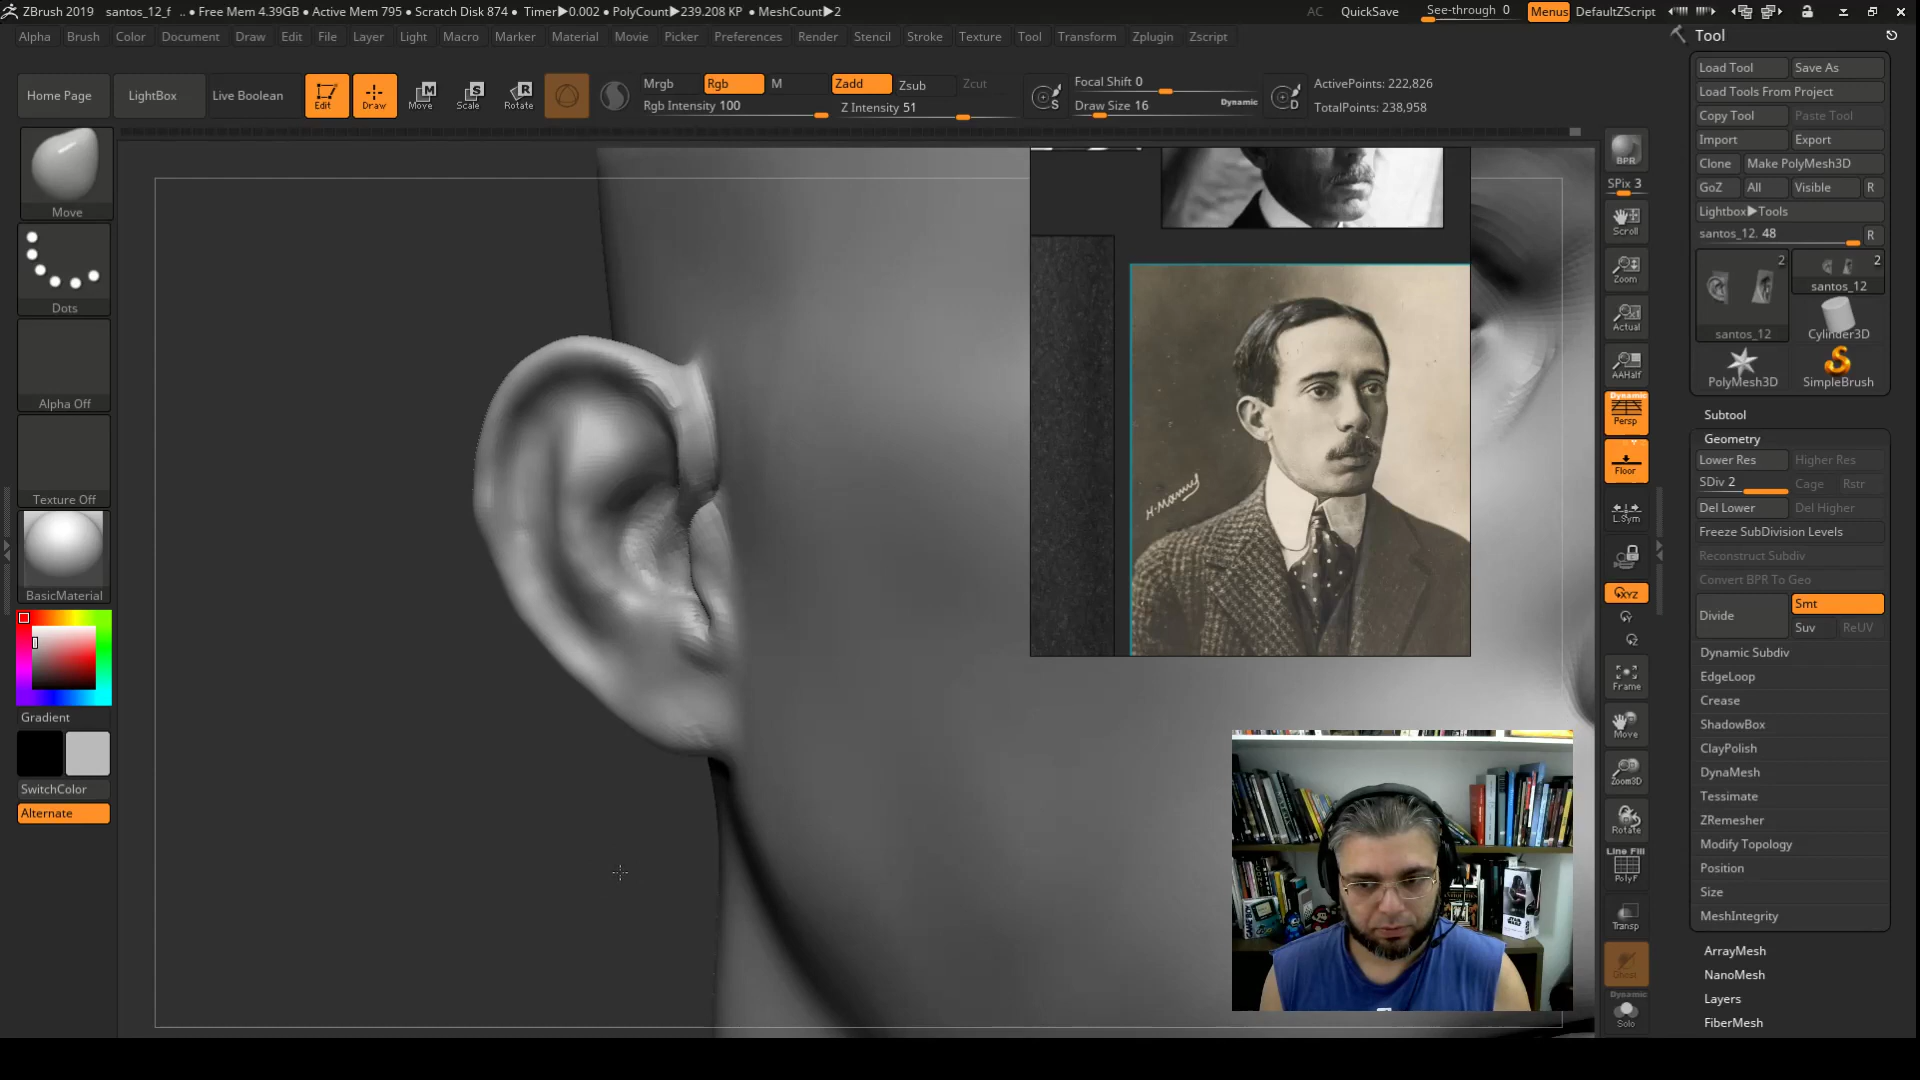 ZBrush 2019 santos_12_f .. • Free Mem 4.39GB • Active Mem 795 • Scratch Disk 874 • Timer▶0.002 • PolyCount▶239.208 KP • MeshCount▶2 AC QuickSave See-through 0 Menus DefaultZScript
Alpha Brush Color Document Draw Edit File Layer Light Macro Marker Material Movie Picker Preferences Render Stencil Stroke Texture Tool Transform Zplugin Zscript
Tool
Home Page LightBox Live Boolean Edit Draw Move Scale Rotate
Mrgb Rgb M Zadd Zsub Zcut
Rgb Intensity 100 Z Intensity 51
Focal Shift 0
Draw Size 16 Dynamic
ActivePoints: 222,826
TotalPoints: 238,958
Move
Dots
Alpha Off
Texture Off
BasicMaterial
Gradient
SwitchColor
Alternate
H. Manuel
BPR
SPix 3
Scroll
Zoom
Actual
AAHalf
Dynamic
Persp
Floor
L.Sym
XYZ
Frame
Move
Zoom3D
Rotate
Line Fill
PolyF
Transp
Ghost
Dynamic
Solo
Load Tool Save As
Load Tools From Project
Copy Tool Paste Tool
Import Export
Clone Make PolyMesh3D
GoZ All Visible R
Lightbox▶Tools
santos_12. 48 R
2 2
santos_12
santos_12 Cylinder3D
PolyMesh3D SimpleBrush
Subtool
Geometry
Lower Res Higher Res
SDiv 2 Cage Rstr
Del Lower Del Higher
Freeze SubDivision Levels
Reconstruct Subdiv
Convert BPR To Geo
Divide Smt
Suv ReUV
Dynamic Subdiv
EdgeLoop
Crease
ShadowBox
ClayPolish
DynaMesh
Tessimate
ZRemesher
Modify Topology
Position
Size
MeshIntegrity
ArrayMesh
NanoMesh
Layers
FiberMesh
STAR WARS